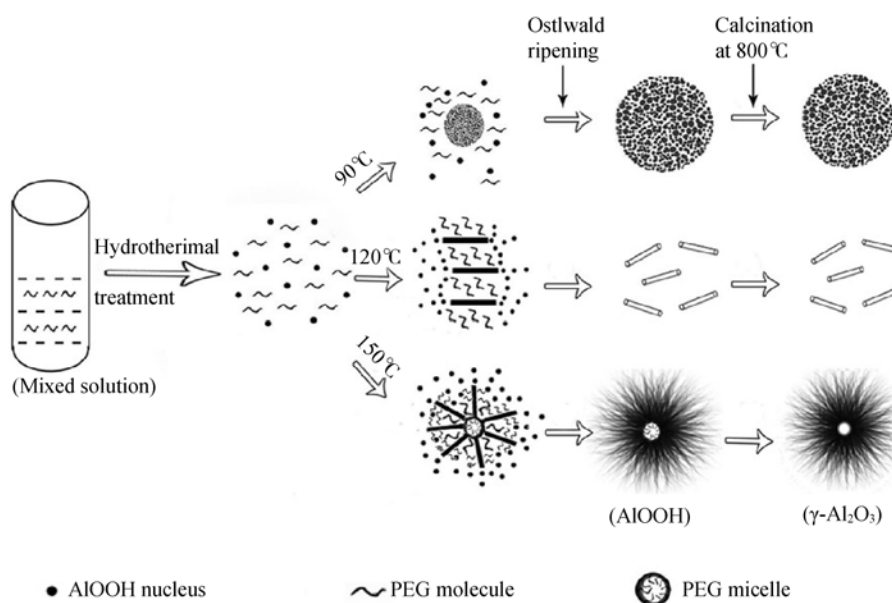 Ostlwald
ripening
Calcination
at 800℃
90℃
Hydrotherimal
treatment
120℃
150℃
(Mixed solution)
(AlOOH)
(γ-Al₂O₃)
AlOOH nucleus
PEG molecule
PEG micelle